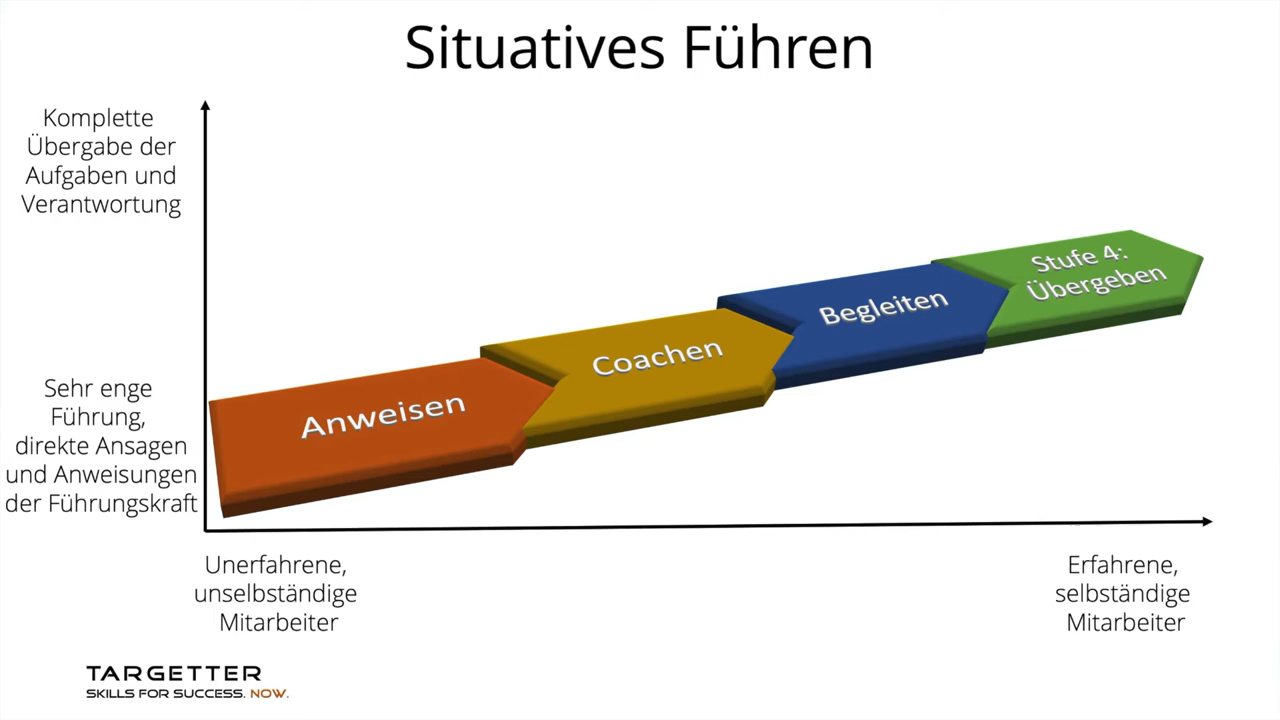 Situatives Führen
Komplette
Übergabe der
Aufgaben und
Verantwortung
Sehr enge
Führung,
direkte Ansagen
und Anweisungen
der Führungskraft
Anweisen
Coachen
Begleiten
Stufe 4:
Übergeben
Unerfahrene,
unselbständige
Mitarbeiter
Erfahrene,
selbständige
Mitarbeiter
TARGETTER
SKILLS FOR SUCCESS. NOW.